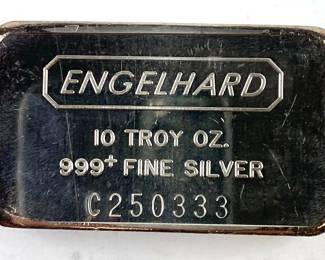 ENGELHARD
10 TROY OZ.
999+ FINE SILVER
C250333